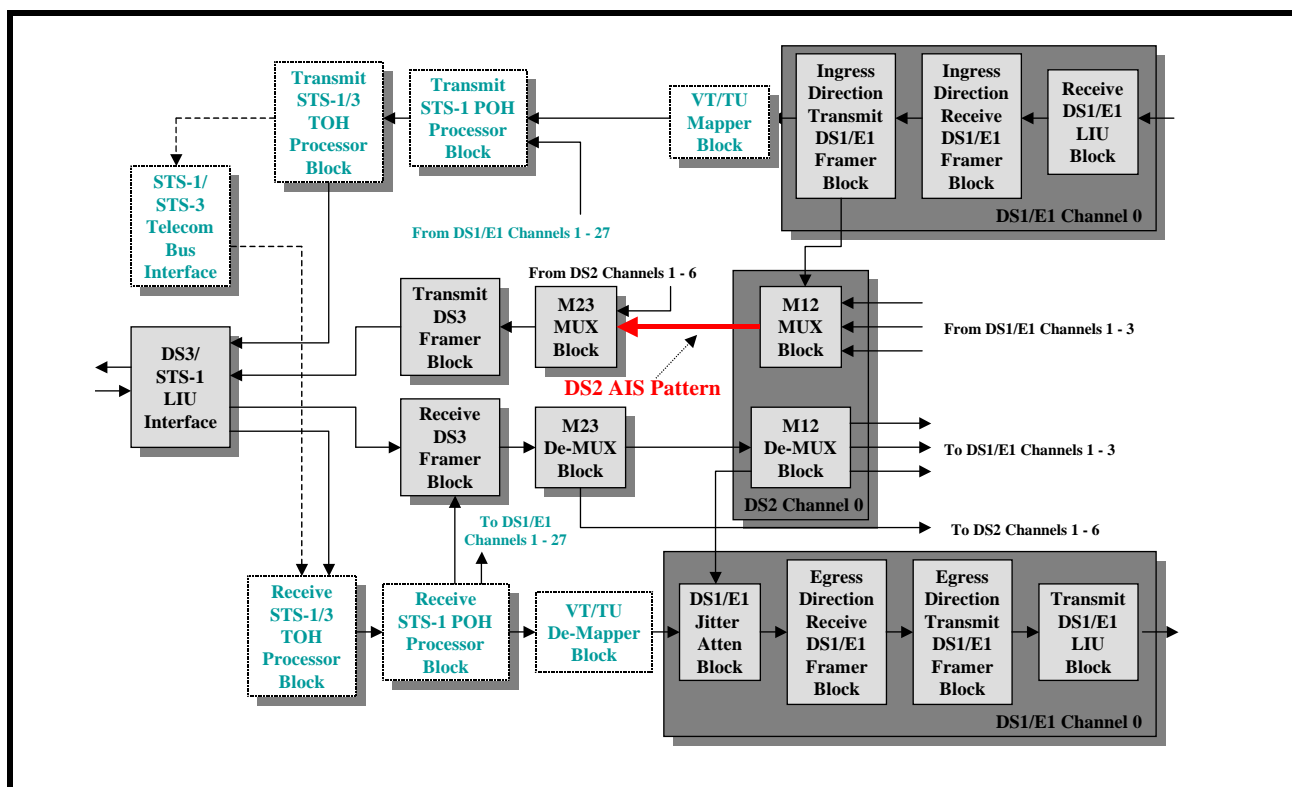 Transmit
STS-1/3
TOH
Processor
Block
Transmit
STS-1 POH
Processor
Block
VT/TU
Mapper
Block
Ingress
Direction
Transmit
DS1/E1
Framer
Block
Ingress
Direction
Receive
DS1/E1
Framer
Block
Receive
DS1/E1
LIU
Block
DS1/E1 Channel 0
STS-1/
STS-3
Telecom
Bus
Interface
From DS1/E1 Channels 1 - 27
From DS2 Channels 1 - 6
Transmit
DS3
Framer
Block
M23
MUX
Block
M12
MUX
Block
From DS1/E1 Channels 1 - 3
DS2 AIS Pattern
DS3/
STS-1
LIU
Interface
Receive
DS3
Framer
Block
M23
De-MUX
Block
M12
De-MUX
Block
To DS1/E1 Channels 1 - 3
DS2 Channel 0
To DS1/E1
Channels 1 - 27
To DS2 Channels 1 - 6
Receive
STS-1/3
TOH
Processor
Block
Receive
STS-1 POH
Processor
Block
VT/TU
De-Mapper
Block
DS1/E1
Jitter
Atten
Block
Egress
Direction
Receive
DS1/E1
Framer
Block
Egress
Direction
Transmit
DS1/E1
Framer
Block
Transmit
DS1/E1
LIU
Block
DS1/E1 Channel 0